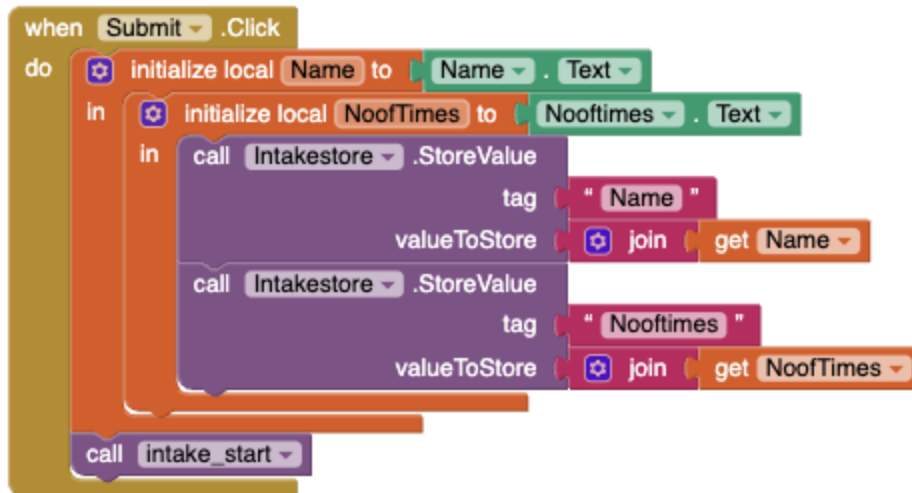 when Submit .Click
do initialize local Name to Name . Text
in initialize local NoofTimes to Nooftimes . Text
in call Intakestore .StoreValue
tag " Name "
valueToStore join get Name
call Intakestore .StoreValue
tag " Nooftimes "
valueToStore join get NoofTimes
call intake_start